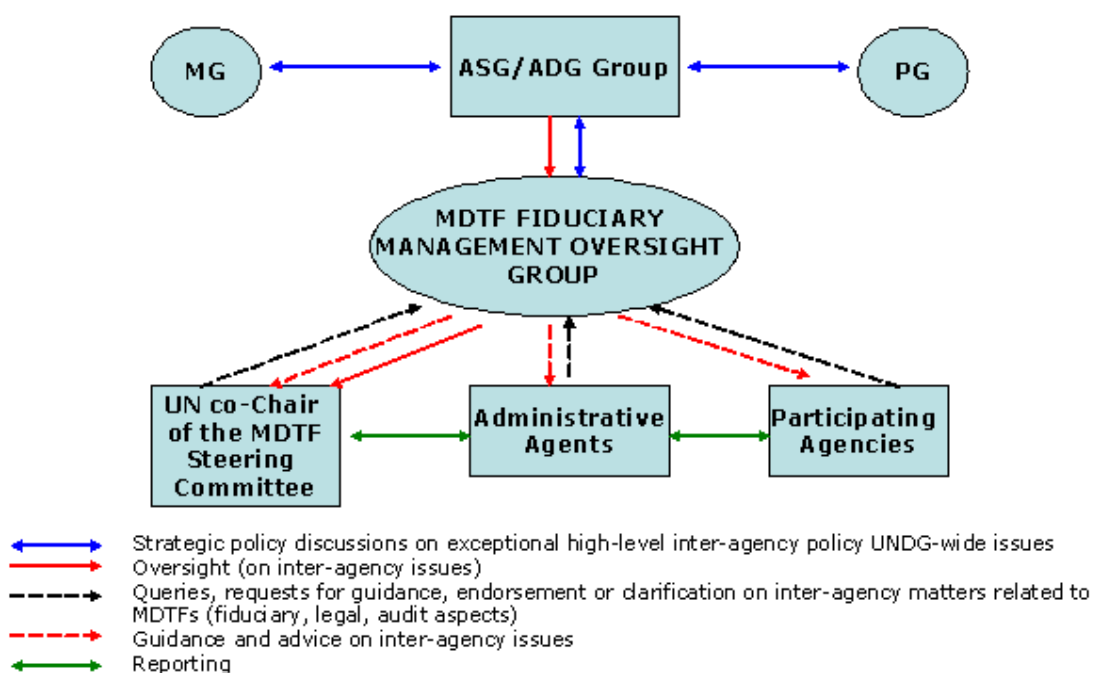 MG
ASG/ADG Group
PG
MDTF FIDUCIARY
MANAGEMENT OVERSIGHT
GROUP
UN co-Chair
of the MDTF
Steering
Committee
Administrative
Agents
Participating
Agencies
Strategic policy discussions on exceptional high-level inter-agency policy UNDG-wide issues
Oversight (on inter-agency issues)
Queries, requests for guidance, endorsement or clarification on inter-agency matters related to
MDTFs (fiduciary, legal, audit aspects)
Guidance and advice on inter-agency issues
Reporting